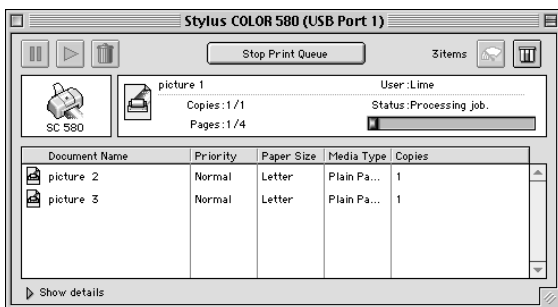 Stylus COLOR 580 (USB Port 1)
Stop Print Queue
3items
picture 1
User:Lime
Copies:1/1
Status:Processing job.
Pages:1/4
SC 580
Document Name Priority Paper Size Media Type Copies
picture 2 Normal Letter Plain Pa... 1
picture 3 Normal Letter Plain Pa... 1
Show details